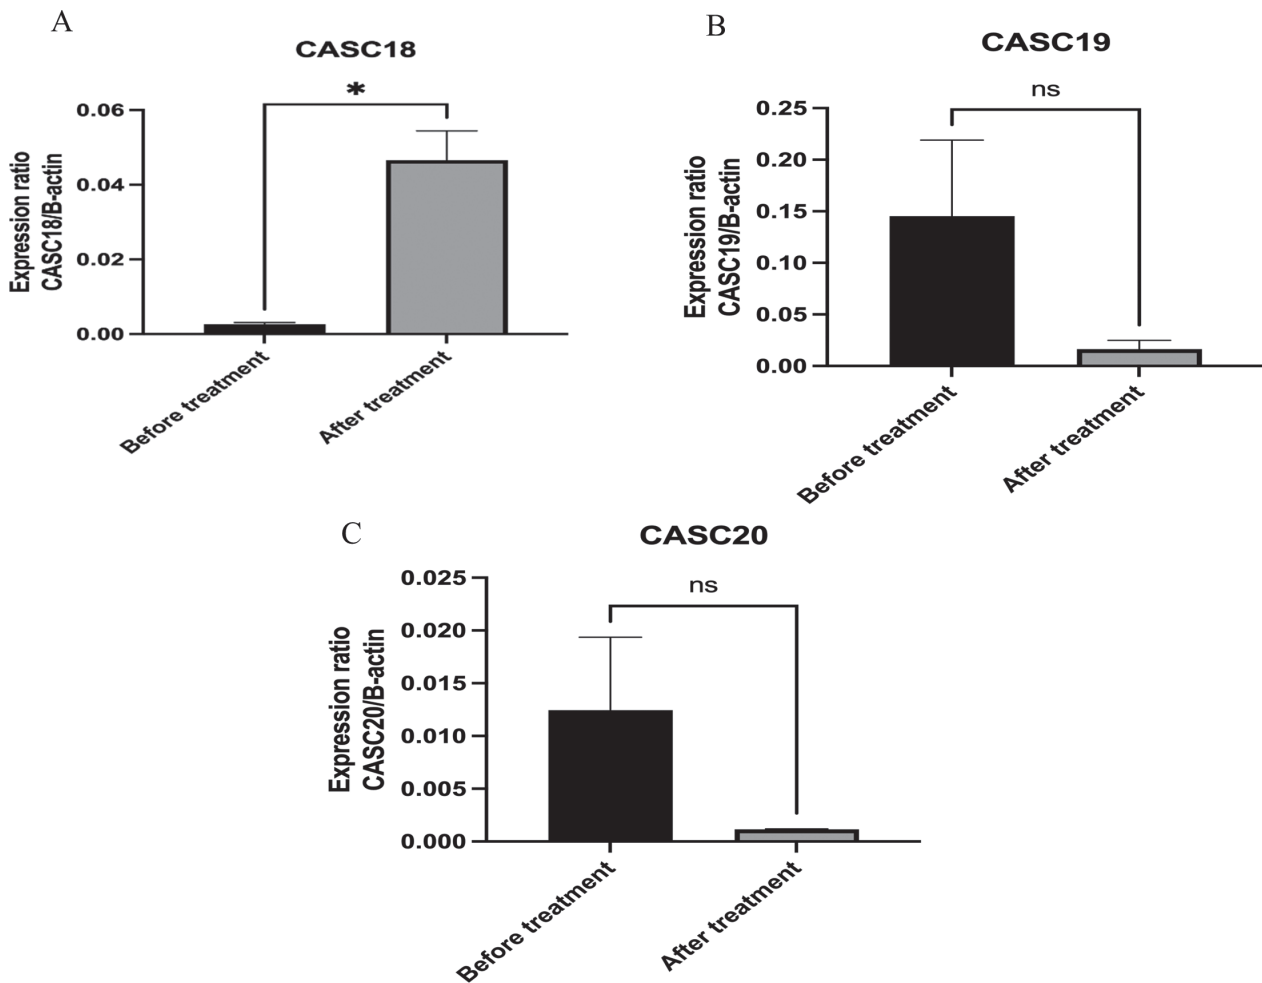 A
CASC18
*
0.06
0.04
0.02
0.00
Expression ratio
CASC18/B-actin
Before treatment
After treatment
B
CASC19
ns
0.25
0.20
0.15
0.10
0.05
0.00
Expression ratio
CASC19/B-actin
Before treatment
After treatment
C
CASC20
ns
0.025
0.020
0.015
0.010
0.005
0.000
Expression ratio
CASC20/B-actin
Before treatment
After treatment